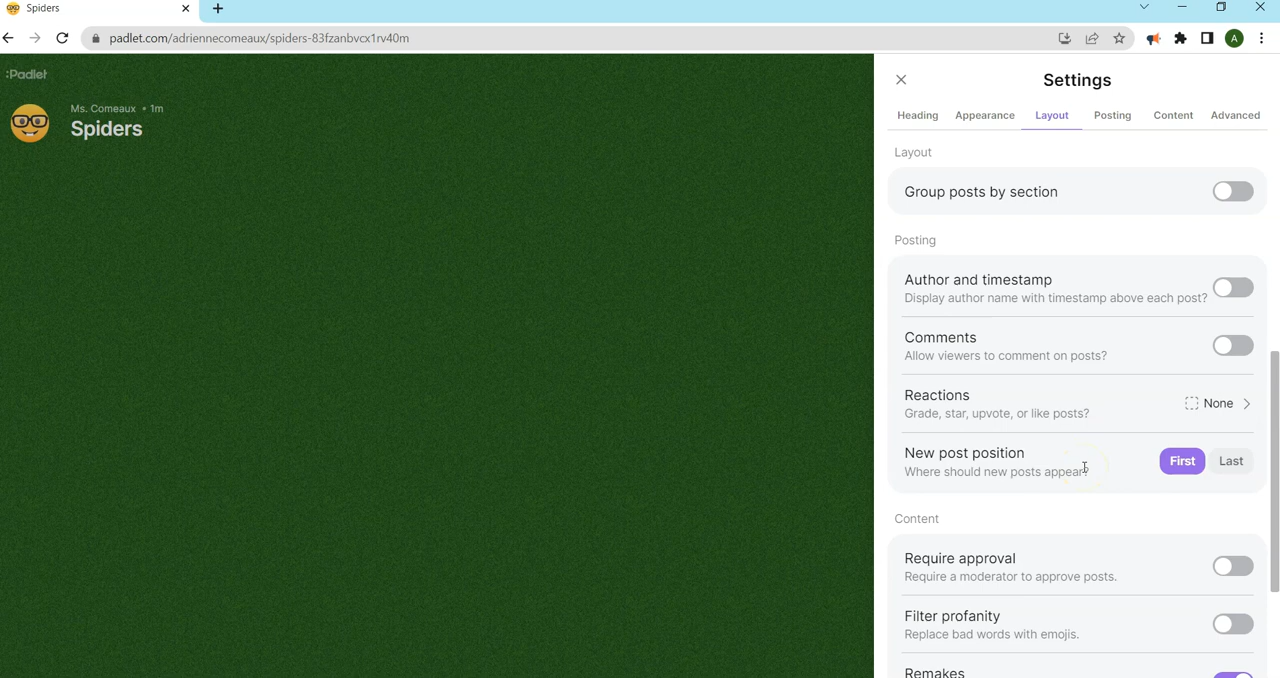 Spiders
padlet.com/adriennecomeaux/spiders-83fzanbvcx1rv40m
A
:Padlet
Ms. Comeaux • 1m
Spiders
Settings
Heading Appearance Layout Posting Content Advanced
Layout
Group posts by section
Posting
Author and timestamp
Display author name with timestamp above each post?
Comments
Allow viewers to comment on posts?
Reactions
Grade, star, upvote, or like posts?
None
New post position
Where should new posts appear?
First Last
Content
Require approval
Require a moderator to approve posts.
Filter profanity
Replace bad words with emojis.
Remakes